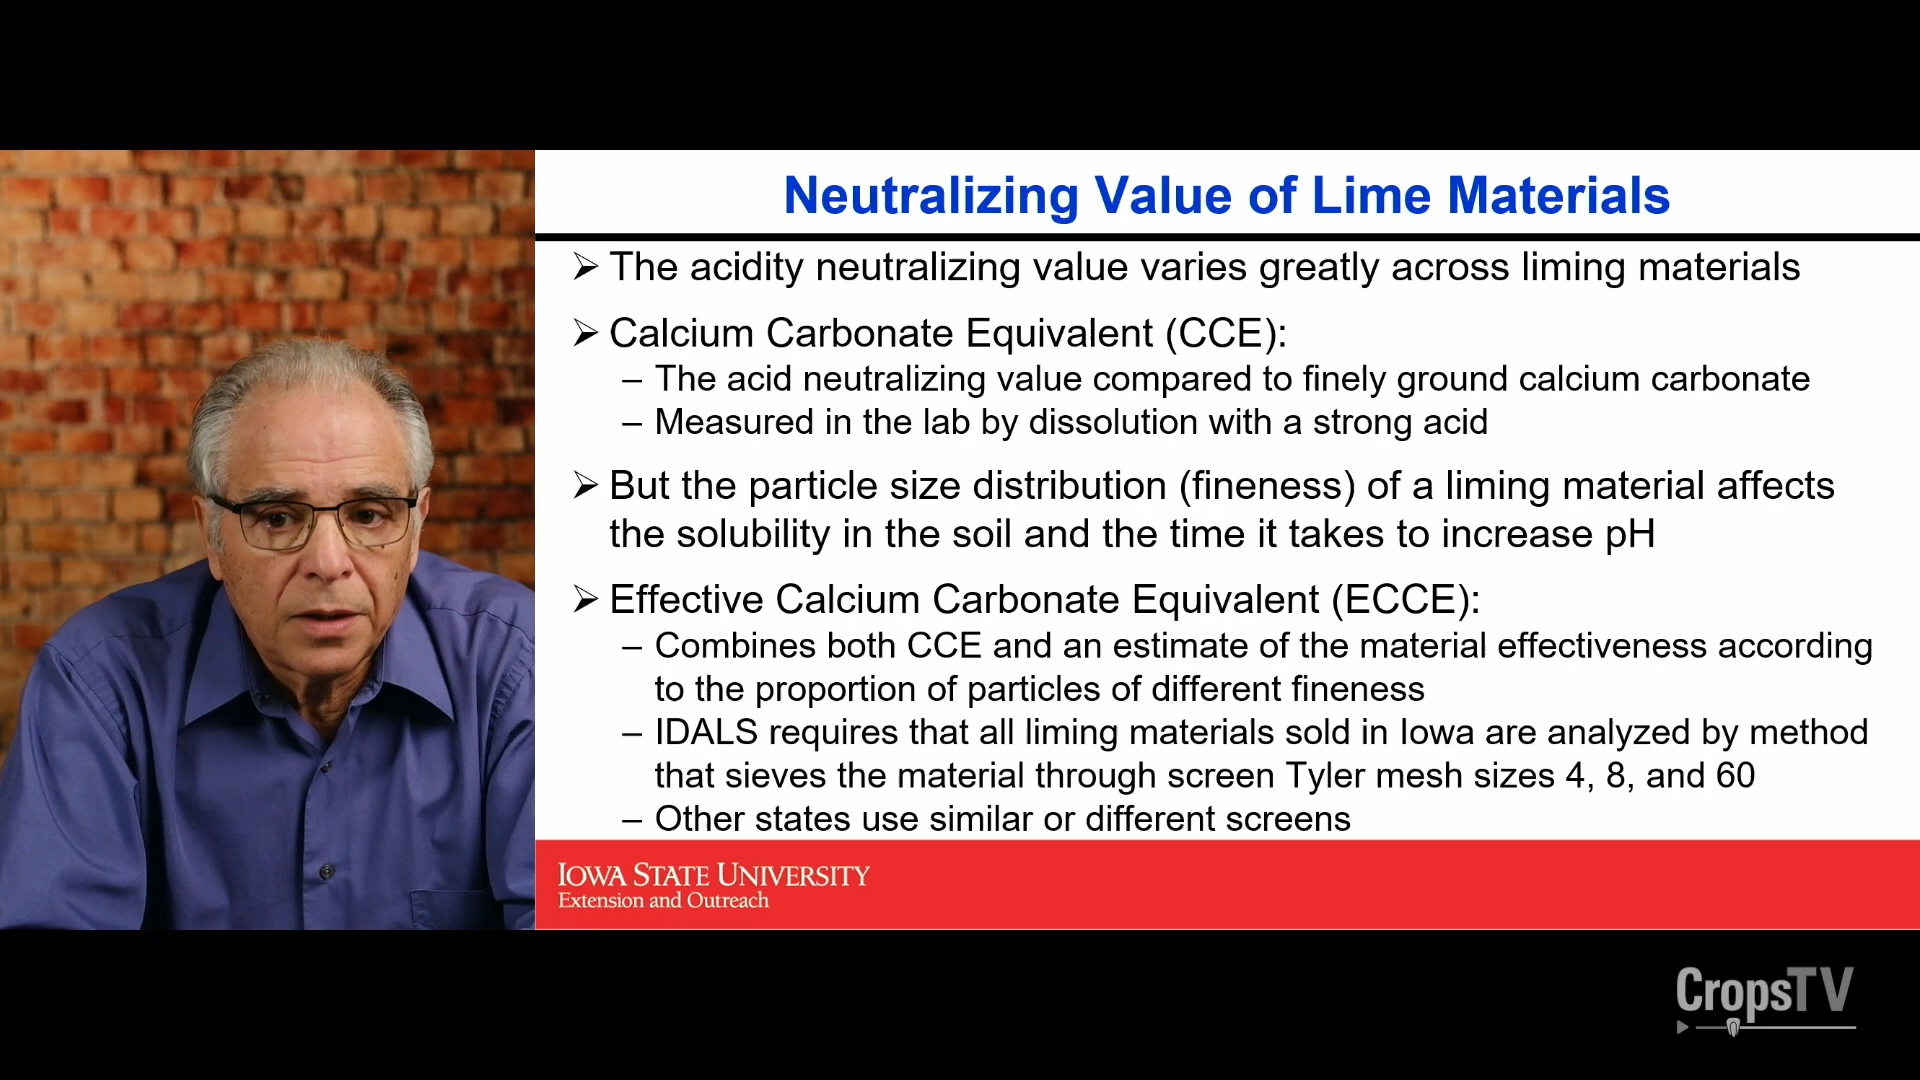 Neutralizing Value of Lime Materials
➢ The acidity neutralizing value varies greatly across liming materials
➢ Calcium Carbonate Equivalent (CCE):
– The acid neutralizing value compared to finely ground calcium carbonate
– Measured in the lab by dissolution with a strong acid
➢ But the particle size distribution (fineness) of a liming material affects
the solubility in the soil and the time it takes to increase pH
➢ Effective Calcium Carbonate Equivalent (ECCE):
– Combines both CCE and an estimate of the material effectiveness according
to the proportion of particles of different fineness
– IDALS requires that all liming materials sold in Iowa are analyzed by method
that sieves the material through screen Tyler mesh sizes 4, 8, and 60
– Other states use similar or different screens
IOWA STATE UNIVERSITY
Extension and Outreach
CropsTV